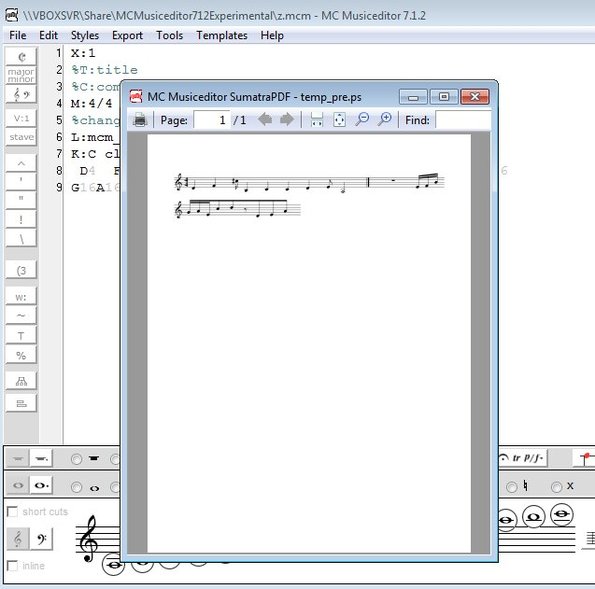 \\VBOXSVR\Share\MCMusiceditor712Experimental\z.mcm - MC Musiceditor 7.1.2
File Edit Styles Export Tools Templates Help
1 X:1
2 %T:title
3 %C:com
4 M:4/4
5 %chang
6 L:mcm_
7 K:C cl
8 D4 F 6
9 G16A16
major
minor
V:1
stave
^
'
"
!
\
(3
w:
~
T
%
MC Musiceditor SumatraPDF - temp_pre.ps
Page: 1 / 1 Find:
tr p/f·
x
short cuts
inline